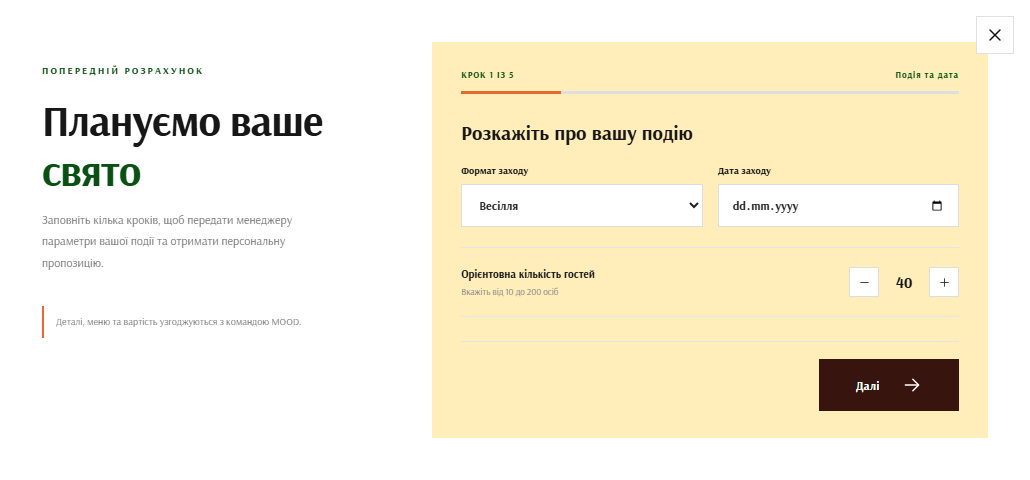 ПОПЕРЕДНІЙ РОЗРАХУНОК
Плануємо ваше
свято
Заповніть кілька кроків, щоб передати менеджеру
параметри вашої події та отримати персональну
пропозицію.
Деталі, меню та вартість узгоджуються з командою MOOD.
КРОК 1 ІЗ 5
Подія та дата
Розкажіть про вашу подію
Формат заходу
Дата заходу
Весілля
dd.mm.yyyy
Орієнтовна кількість гостей
Вкажіть від 10 до 200 осіб
40
Далі